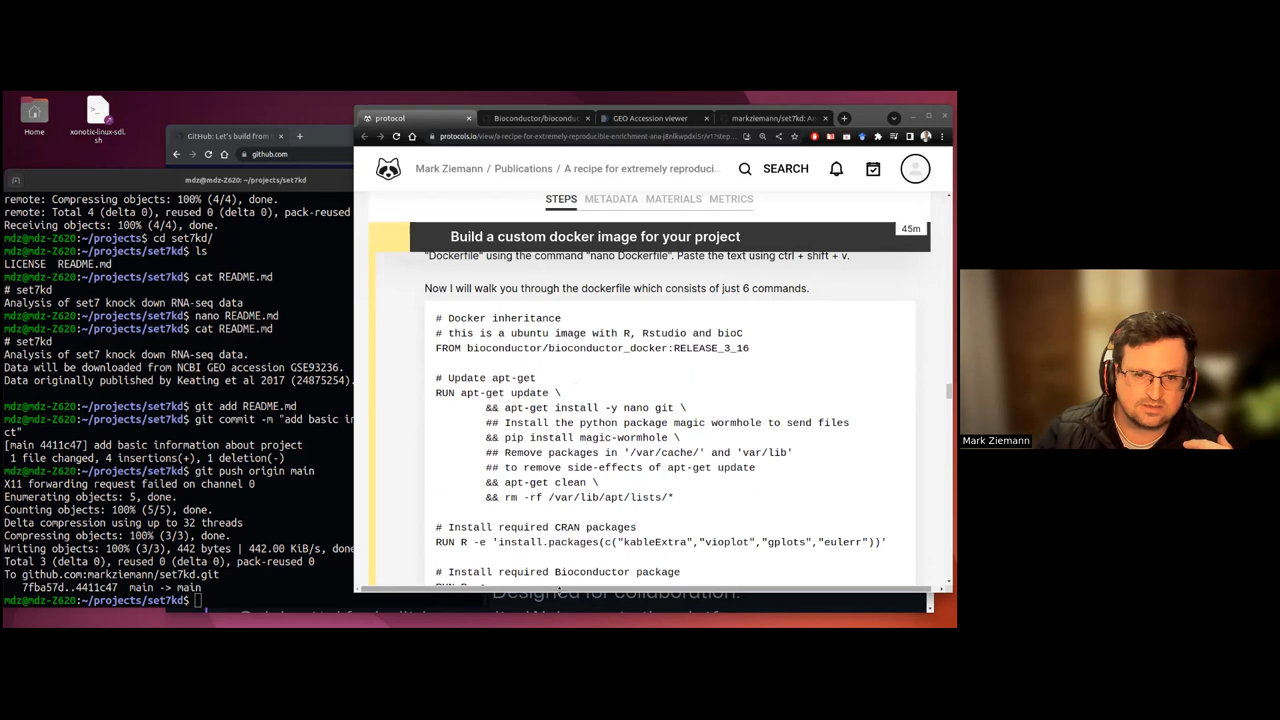 Home
xonotic-linux-sdl.
sh
GitHub: Let's build from
github.com
mdz@mdz-Z620: ~/projects/set7kd
remote: Compressing objects: 100% (4/4), done.
remote: Total 4 (delta 0), reused 0 (delta 0), pack-reused
Receiving objects: 100% (4/4), done.
mdz@mdz-Z620:~/projects$ cd set7kd/
mdz@mdz-Z620:~/projects/set7kd$ ls
LICENSE README.md
mdz@mdz-Z620:~/projects/set7kd$ cat README.md
# set7kd
Analysis of set7 knock down RNA-seq data
mdz@mdz-Z620:~/projects/set7kd$ nano README.md
mdz@mdz-Z620:~/projects/set7kd$ cat README.md
# set7kd
Analysis of set7 knock down RNA-seq data.
Data will be downloaded from NCBI GEO accession GSE93236.
Data originally published by Keating et al 2017 (24875254).
mdz@mdz-Z620:~/projects/set7kd$ git add README.md
mdz@mdz-Z620:~/projects/set7kd$ git commit -m "add basic in
ct"
[main 4411c47] add basic information about project
1 file changed, 4 insertions(+), 1 deletion(-)
mdz@mdz-Z620:~/projects/set7kd$ git push origin main
X11 forwarding request failed on channel 0
Enumerating objects: 5, done.
Counting objects: 100% (5/5), done.
Delta compression using up to 32 threads
Compressing objects: 100% (3/3), done.
Writing objects: 100% (3/3), 442 bytes | 442.00 KiB/s, done
Total 3 (delta 0), reused 0 (delta 0), pack-reused 0
To github.com:markziemann/set7kd.git
7fba57d..4411c47 main -> main
mdz@mdz-Z620:~/projects/set7kd$
protocol
Bioconductor/bioconduc
GEO Accession viewer
markziemann/set7kd: Am
protocols.io/view/a-recipe-for-extremely-reproducible-enrichment-ana-j8nlkwpdxl5r/v1?step...
Mark Ziemann / Publications / A recipe for extremely reproduci...
SEARCH
STEPS METADATA MATERIALS METRICS
Build a custom docker image for your project
45m
"Dockerfile" using the command "nano Dockerfile". Paste the text using ctrl + shift + v.
Now I will walk you through the dockerfile which consists of just 6 commands.
# Docker inheritance
# this is a ubuntu image with R, Rstudio and bioC
FROM bioconductor/bioconductor_docker:RELEASE_3_16
# Update apt-get
RUN apt-get update \
&& apt-get install -y nano git \
## Install the python package magic wormhole to send files
&& pip install magic-wormhole \
## Remove packages in '/var/cache/' and 'var/lib'
## to remove side-effects of apt-get update
&& apt-get clean \
&& rm -rf /var/lib/apt/lists/*
# Install required CRAN packages
RUN R -e 'install.packages(c("kableExtra","vioplot","gplots","eulerr"))'
# Install required Bioconductor package
Designed for collaboration.
Mark Ziemann